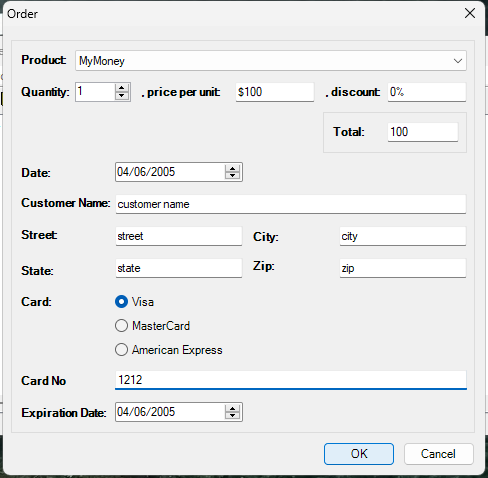 Order
Product: MyMoney
Quantity: 1 , price per unit: $100 , discount: 0%
Total: 100
Date: 04/06/2005
Customer Name: customer name
Street: street City: city
State: state Zip: zip
Card: Visa
MasterCard
American Express
Card No 1212
Expiration Date: 04/06/2005
OK Cancel